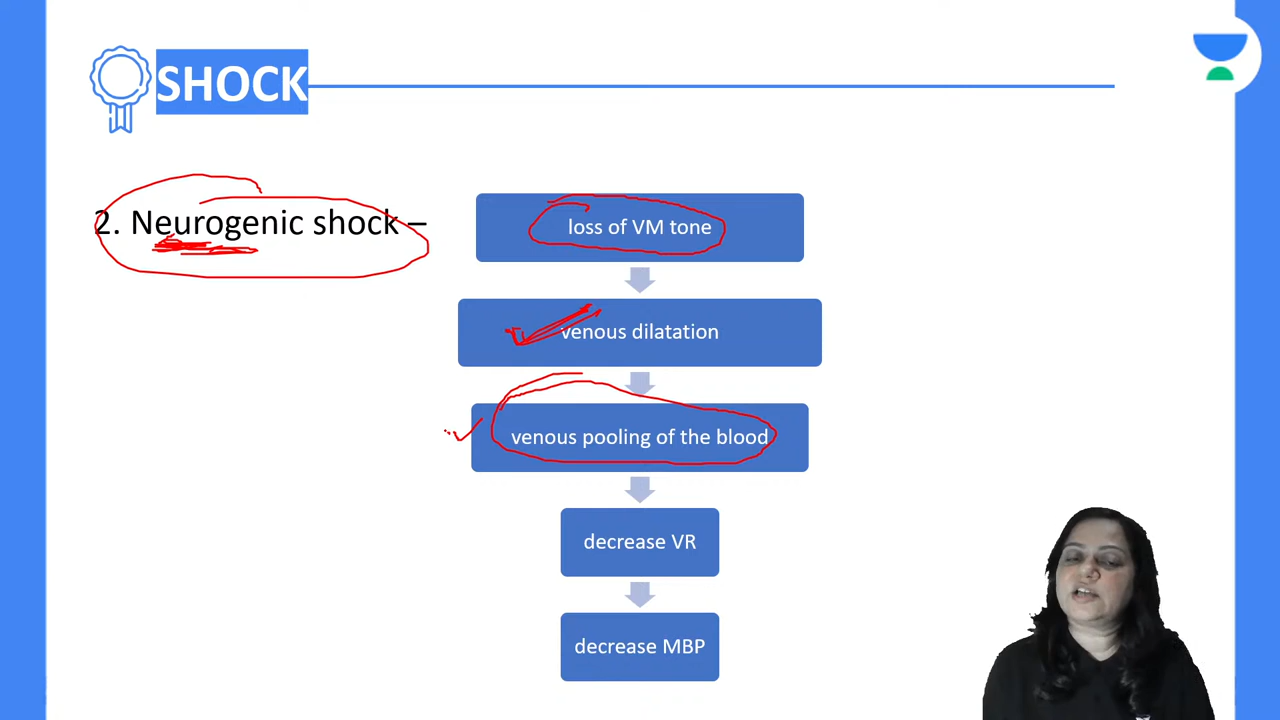 SHOCK
2. Neurogenic shock –
loss of VM tone
venous dilatation
venous pooling of the blood
decrease VR
decrease MBP